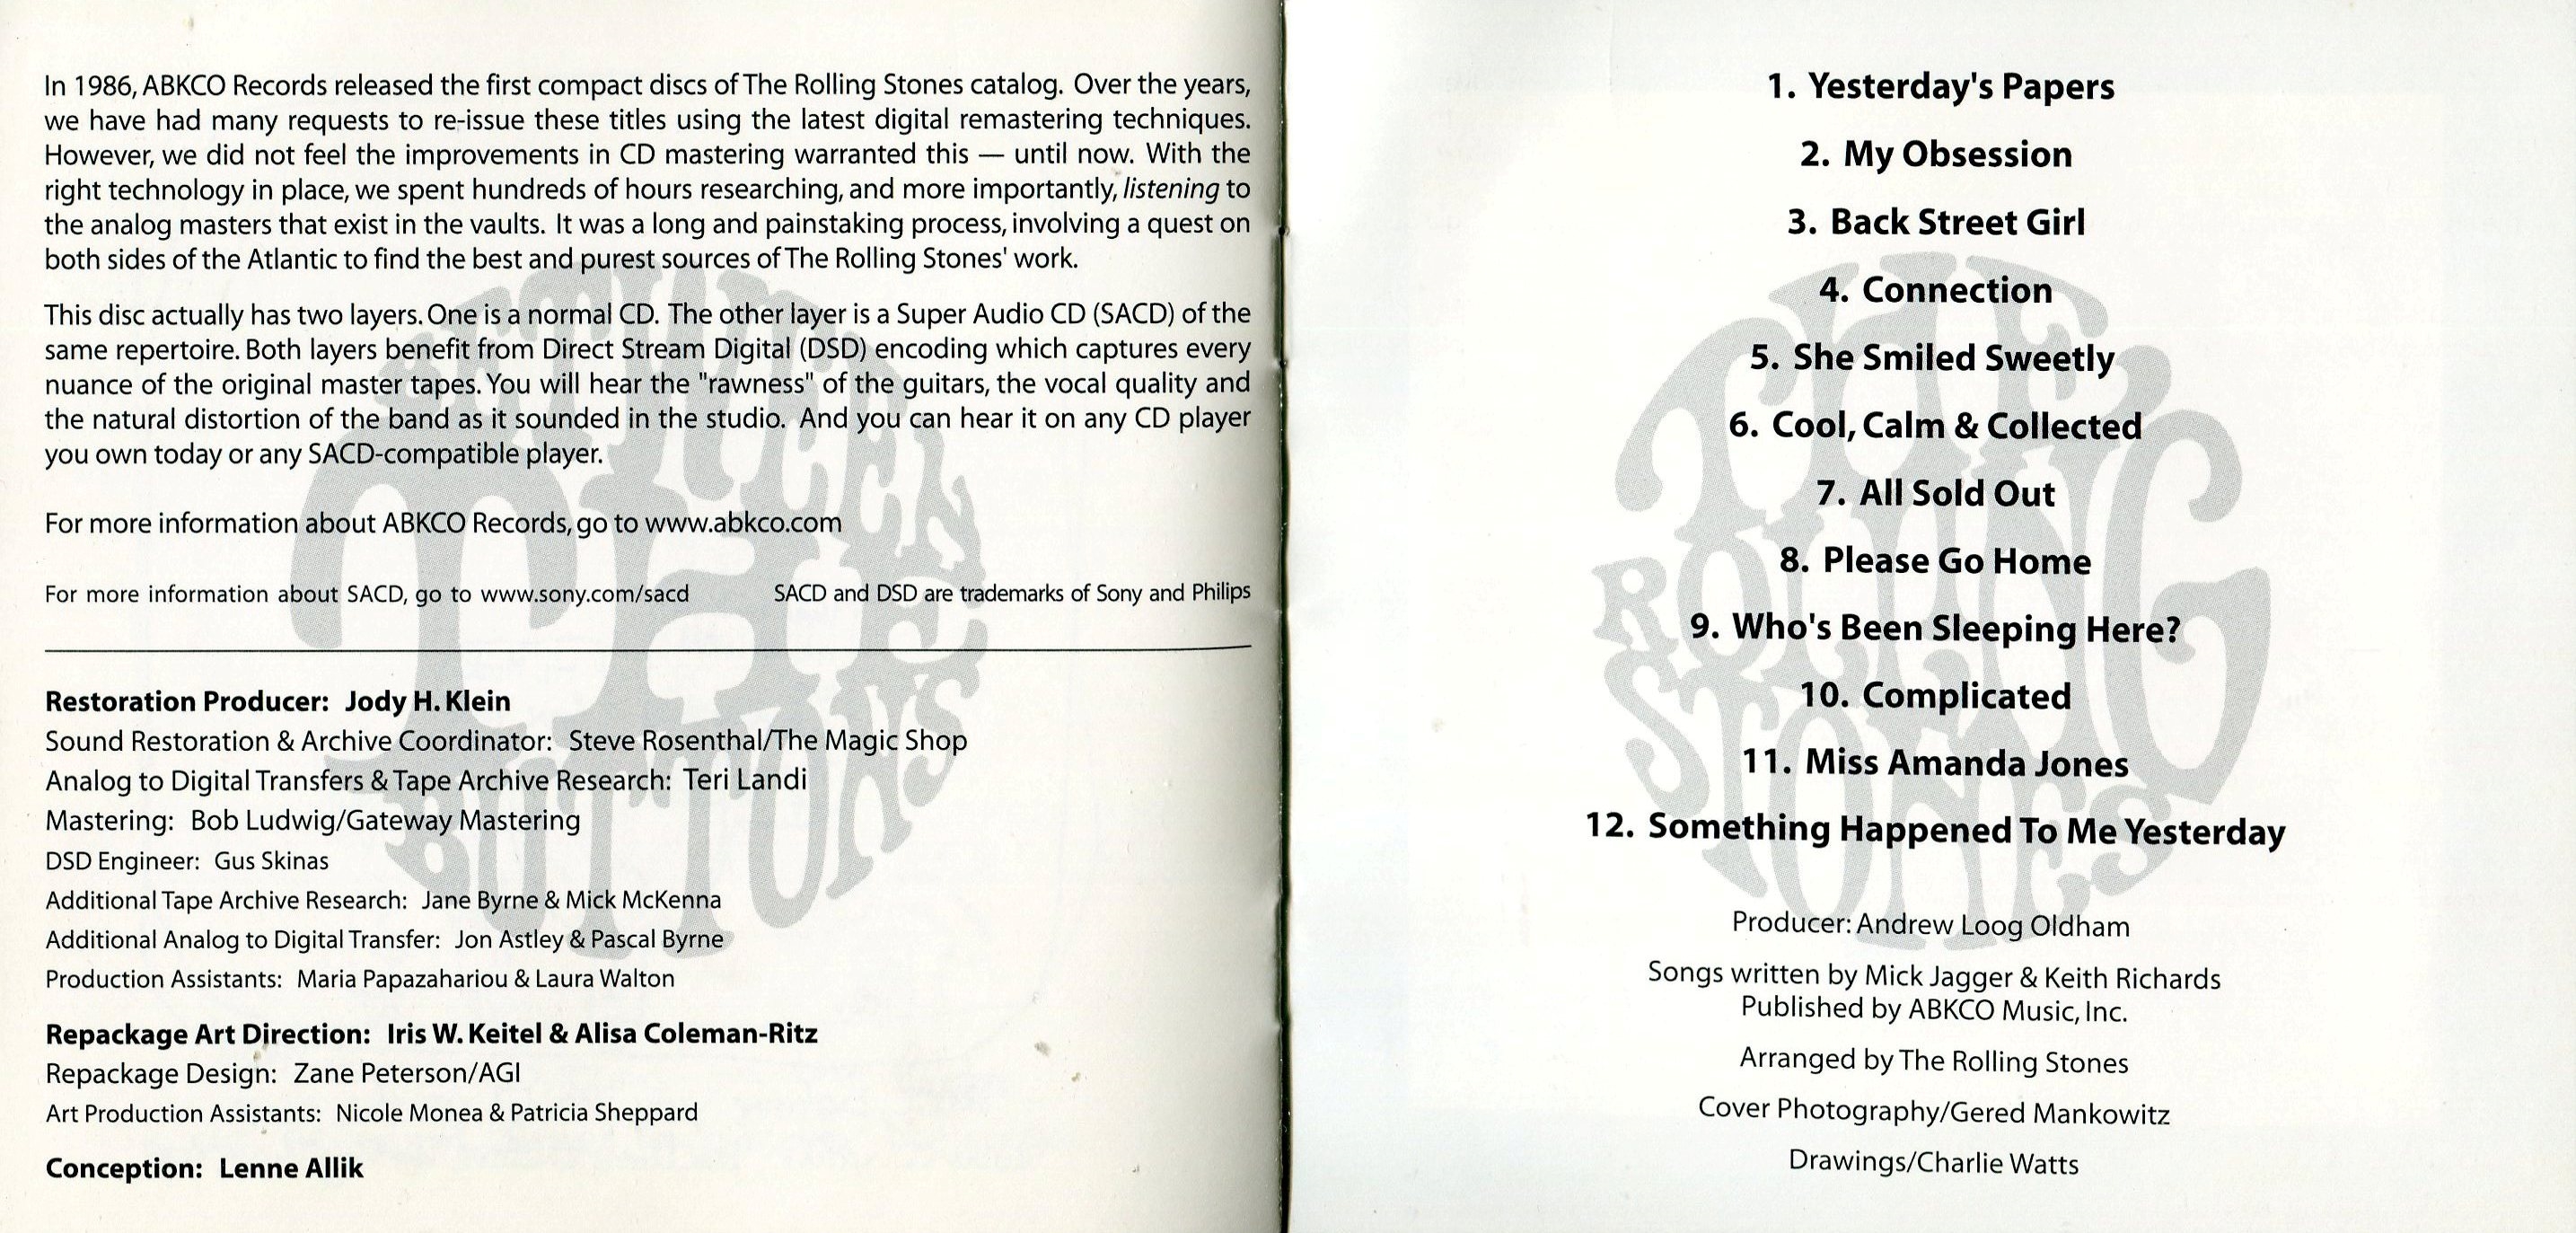 In 1986, ABKCO Records released the first compact discs of The Rolling Stones catalog. Over the years,
we have had many requests to re-issue these titles using the latest digital remastering techniques.
However, we did not feel the improvements in CD mastering warranted this — until now. With the
right technology in place, we spent hundreds of hours researching, and more importantly, listening to
the analog masters that exist in the vaults. It was a long and painstaking process, involving a quest on
both sides of the Atlantic to find the best and purest sources of The Rolling Stones' work.
This disc actually has two layers. One is a normal CD. The other layer is a Super Audio CD (SACD) of the
same repertoire. Both layers benefit from Direct Stream Digital (DSD) encoding which captures every
nuance of the original master tapes. You will hear the "rawness" of the guitars, the vocal quality and
the natural distortion of the band as it sounded in the studio. And you can hear it on any CD player
you own today or any SACD-compatible player.
For more information about ABKCO Records, go to www.abkco.com
For more information about SACD, go to www.sony.com/sacd SACD and DSD are trademarks of Sony and Philips
Restoration Producer: Jody H. Klein
Sound Restoration & Archive Coordinator: Steve Rosenthal/The Magic Shop
Analog to Digital Transfers & Tape Archive Research: Teri Landi
Mastering: Bob Ludwig/Gateway Mastering
DSD Engineer: Gus Skinas
Additional Tape Archive Research: Jane Byrne & Mick McKenna
Additional Analog to Digital Transfer: Jon Astley & Pascal Byrne
Production Assistants: Maria Papazahariou & Laura Walton
Repackage Art Direction: Iris W. Keitel & Alisa Coleman-Ritz
Repackage Design: Zane Peterson/AGI
Art Production Assistants: Nicole Monea & Patricia Sheppard
Conception: Lenne Allik
BETWEEN
THE
BUTTONS
1. Yesterday's Papers
2. My Obsession
3. Back Street Girl
4. Connection
5. She Smiled Sweetly
6. Cool, Calm & Collected
7. All Sold Out
8. Please Go Home
9. Who's Been Sleeping Here?
10. Complicated
11. Miss Amanda Jones
12. Something Happened To Me Yesterday
Producer: Andrew Loog Oldham
Songs written by Mick Jagger & Keith Richards
Published by ABKCO Music, Inc.
Arranged by The Rolling Stones
Cover Photography/Gered Mankowitz
Drawings/Charlie Watts
THE
ROLLING
STONES